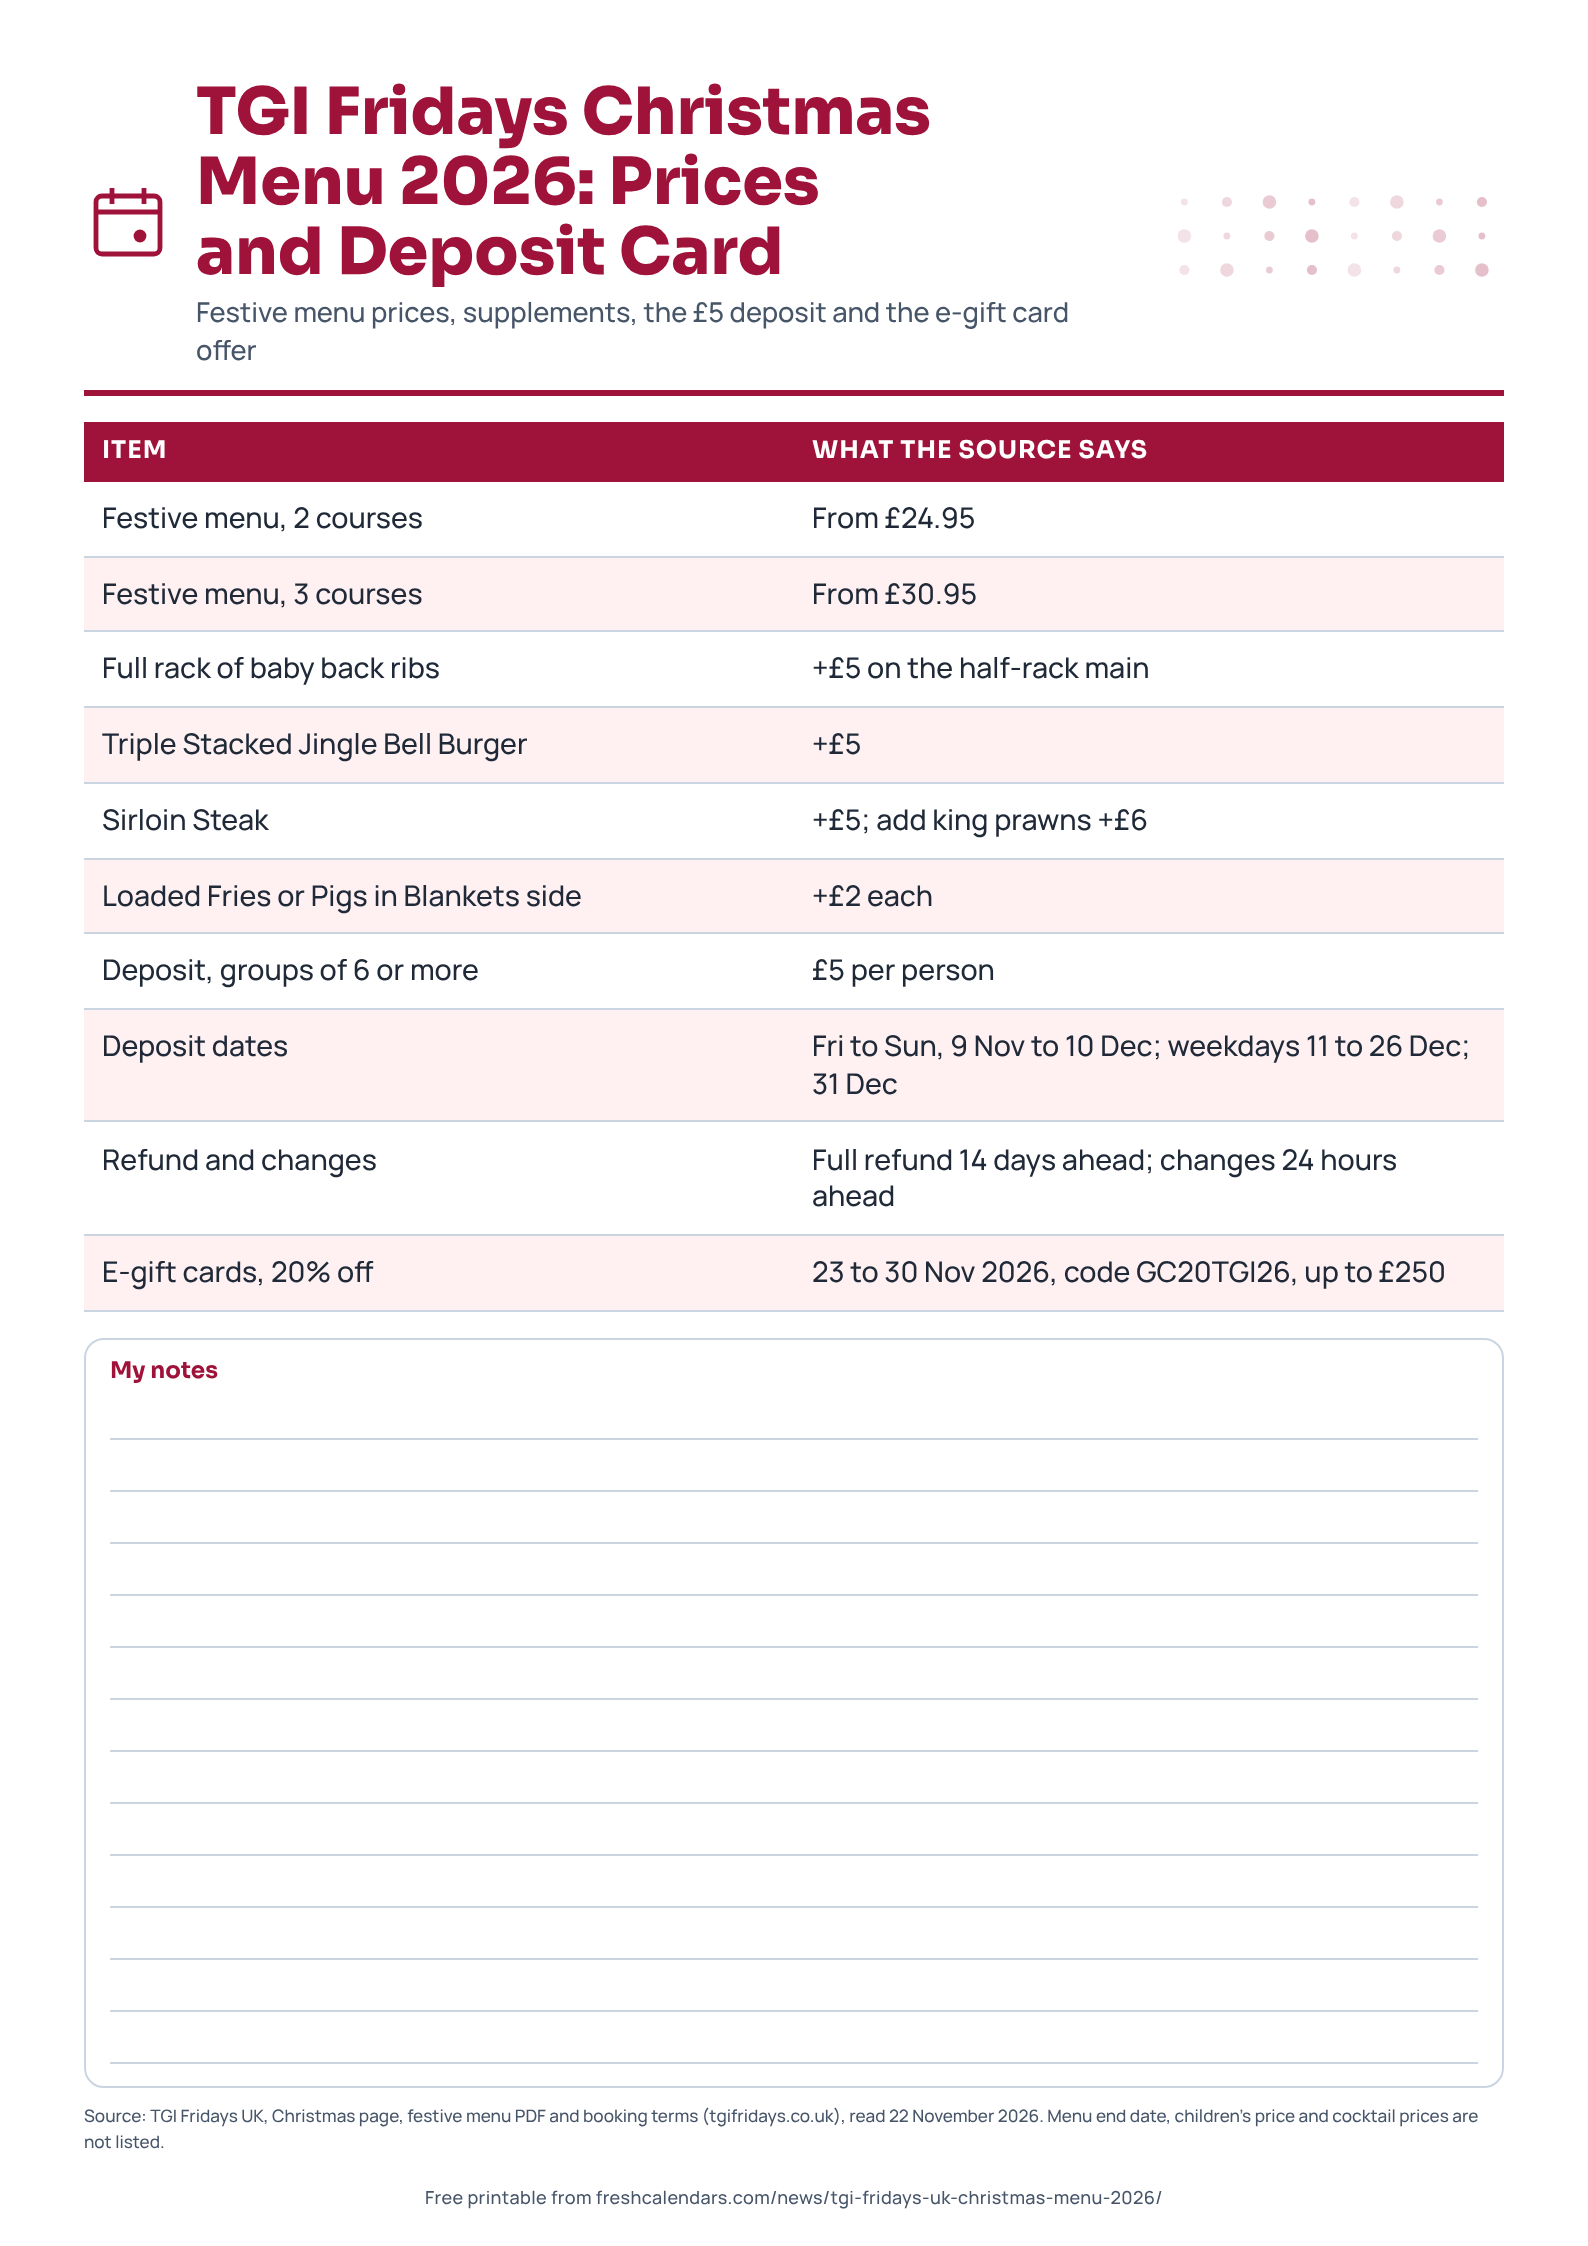 TGI Fridays Christmas
Menu 2026: Prices
and Deposit Card
Festive menu prices, supplements, the £5 deposit and the e-gift card
offer
ITEM WHAT THE SOURCE SAYS
Festive menu, 2 courses From £24.95
Festive menu, 3 courses From £30.95
Full rack of baby back ribs +£5 on the half-rack main
Triple Stacked Jingle Bell Burger +£5
Sirloin Steak +£5; add king prawns +£6
Loaded Fries or Pigs in Blankets side +£2 each
Deposit, groups of 6 or more £5 per person
Deposit dates Fri to Sun, 9 Nov to 10 Dec; weekdays 11 to 26 Dec;
31 Dec
Refund and changes Full refund 14 days ahead; changes 24 hours
ahead
E-gift cards, 20% off 23 to 30 Nov 2026, code GC20TGI26, up to £250
My notes
Source: TGI Fridays UK, Christmas page, festive menu PDF and booking terms (tgifridays.co.uk), read 22 November 2026. Menu end date, children's price and cocktail prices are
not listed.
Free printable from freshcalendars.com/news/tgi-fridays-uk-christmas-menu-2026/